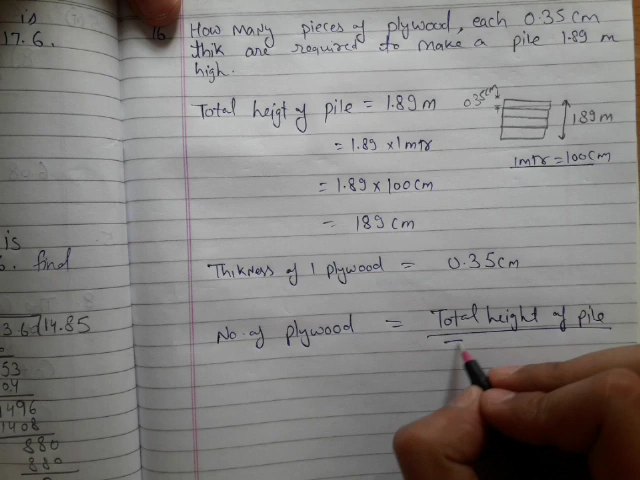 is
17.6.
is
. find
3.6 14.85
53
04
1496
1408
880
880
16 How many pieces of plywood, each 0.35 cm
thik are required to make a pile 1.89 m
high.
Total heigt of pile = 1.89 m
0.35cm
1.89 m
= 1.89 × 1 mtr
1mtr = 100 cm
= 1.89 × 100 cm
= 189 cm
Thikness of 1 plywood = 0.35 cm
No. of plywood = Total height of pile